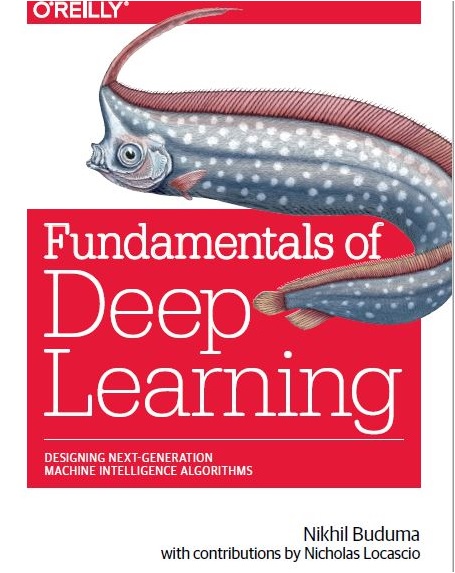 O'REILLY®
Fundamentals of
Deep
Learning
DESIGNING NEXT-GENERATION
MACHINE INTELLIGENCE ALGORITHMS
Nikhil Buduma
with contributions by Nicholas Locascio